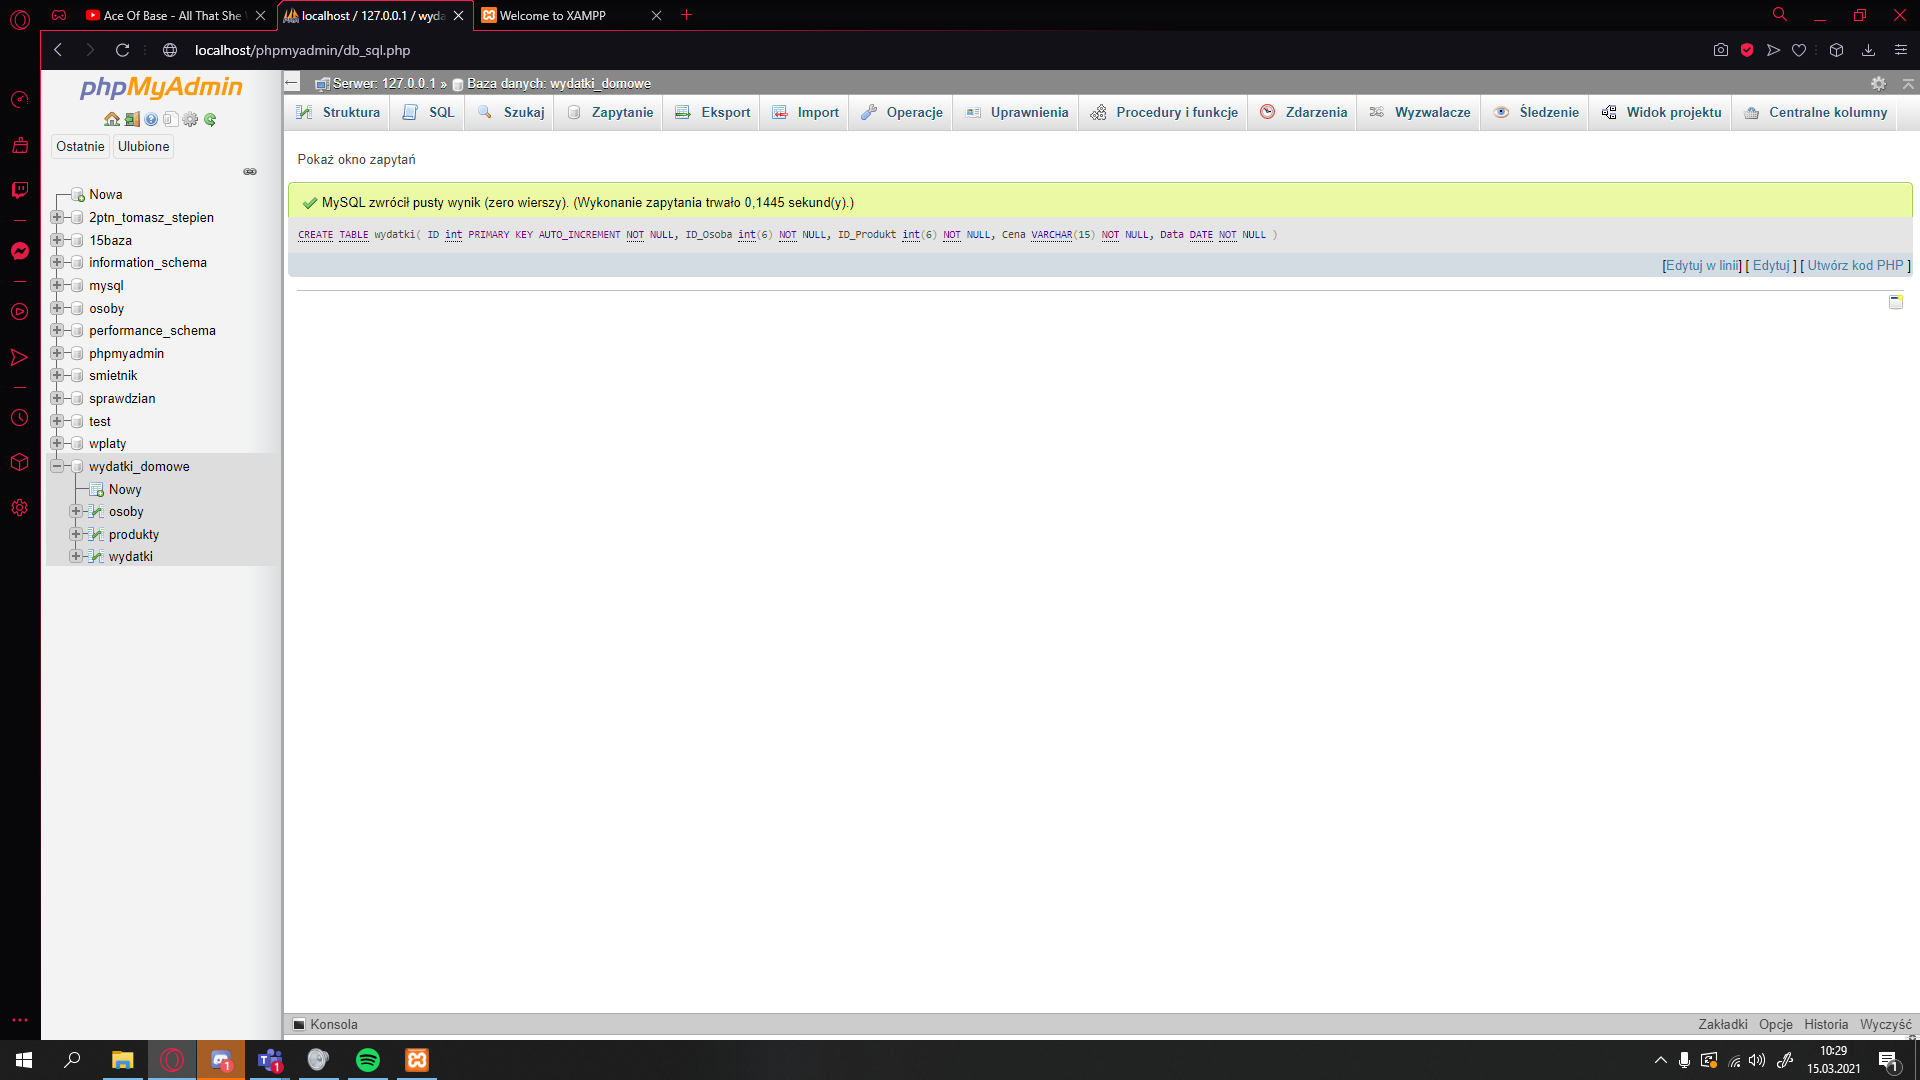 Ace Of Base - All That She
localhost / 127.0.0.1 / wyda
Welcome to XAMPP
localhost/phpmyadmin/db_sql.php
phpMyAdmin
Ostatnie Ulubione
Nowa
2ptn_tomasz_stepien
15baza
information_schema
mysql
osoby
performance_schema
phpmyadmin
smietnik
sprawdzian
test
wplaty
wydatki_domowe
Nowy
osoby
produkty
wydatki
Serwer: 127.0.0.1 » Baza danych: wydatki_domowe
Struktura SQL Szukaj Zapytanie Eksport Import Operacje Uprawnienia Procedury i funkcje Zdarzenia Wyzwalacze Śledzenie Widok projektu Centralne kolumny
Pokaż okno zapytań
MySQL zwrócił pusty wynik (zero wierszy). (Wykonanie zapytania trwało 0,1445 sekund(y).)
CREATE TABLE wydatki( ID int PRIMARY KEY AUTO_INCREMENT NOT NULL, ID_Osoba int(6) NOT NULL, ID_Produkt int(6) NOT NULL, Cena VARCHAR(15) NOT NULL, Data DATE NOT NULL )
[Edytuj w linii] [ Edytuj ] [ Utwórz kod PHP ]
Konsola
Zakładki Opcje Historia Wyczyść
1
1
10:29
15.03.2021
1